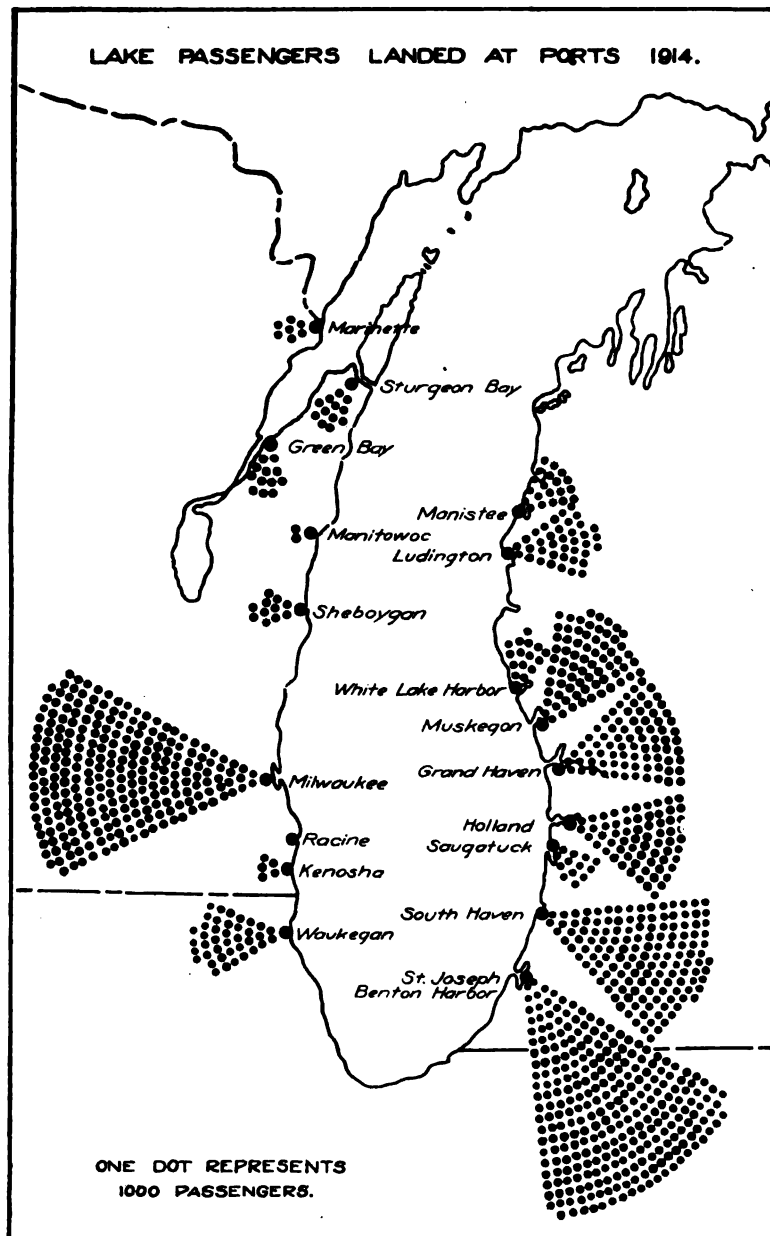 LAKE PASSENGERS LANDED AT PORTS 1914.
Marinette
Sturgeon Bay
Green Bay
Manistee
Manitowoc
Ludington
Sheboygan
White Lake Harbor
Muskegon
Grand Haven
Milwaukee
Holland
Racine
Saugatuck
Kenosha
South Haven
Waukegan
St. Joseph
Benton Harbor
ONE DOT REPRESENTS
1000 PASSENGERS.